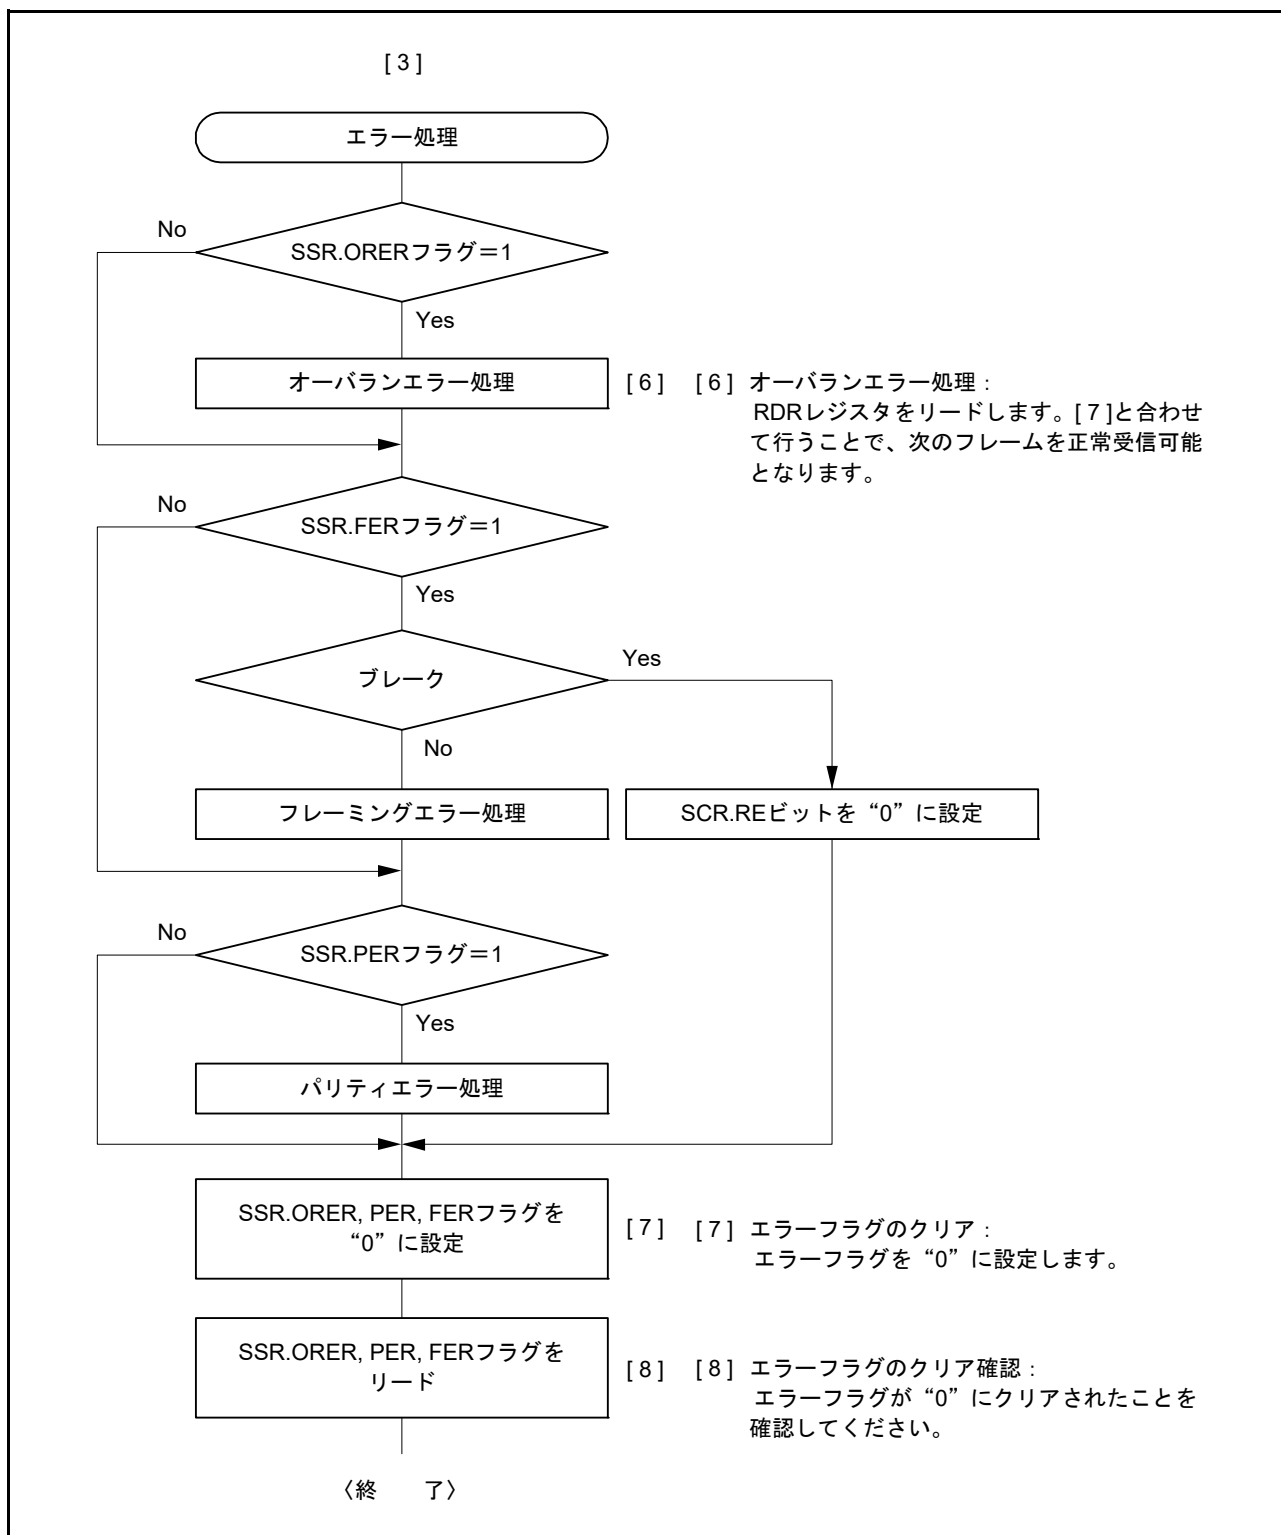 [ 3 ]
エラー処理
No
SSR.ORERフラグ＝1
Yes
オーバランエラー処理
[ 6 ]
[ 6 ] オーバランエラー処理：
RDRレジスタをリードします。[ 7 ]と合わせ
て行うことで、次のフレームを正常受信可能
となります。
No
SSR.FERフラグ＝1
Yes
ブレーク
Yes
No
フレーミングエラー処理
SCR.REビットを“0”に設定
No
SSR.PERフラグ＝1
Yes
パリティエラー処理
SSR.ORER, PER, FERフラグを
“0”に設定
[ 7 ]
[ 7 ] エラーフラグのクリア：
エラーフラグを“0”に設定します。
SSR.ORER, PER, FERフラグを
リード
[ 8 ]
[ 8 ] エラーフラグのクリア確認：
エラーフラグが“0”にクリアされたことを
確認してください。
〈終　了〉